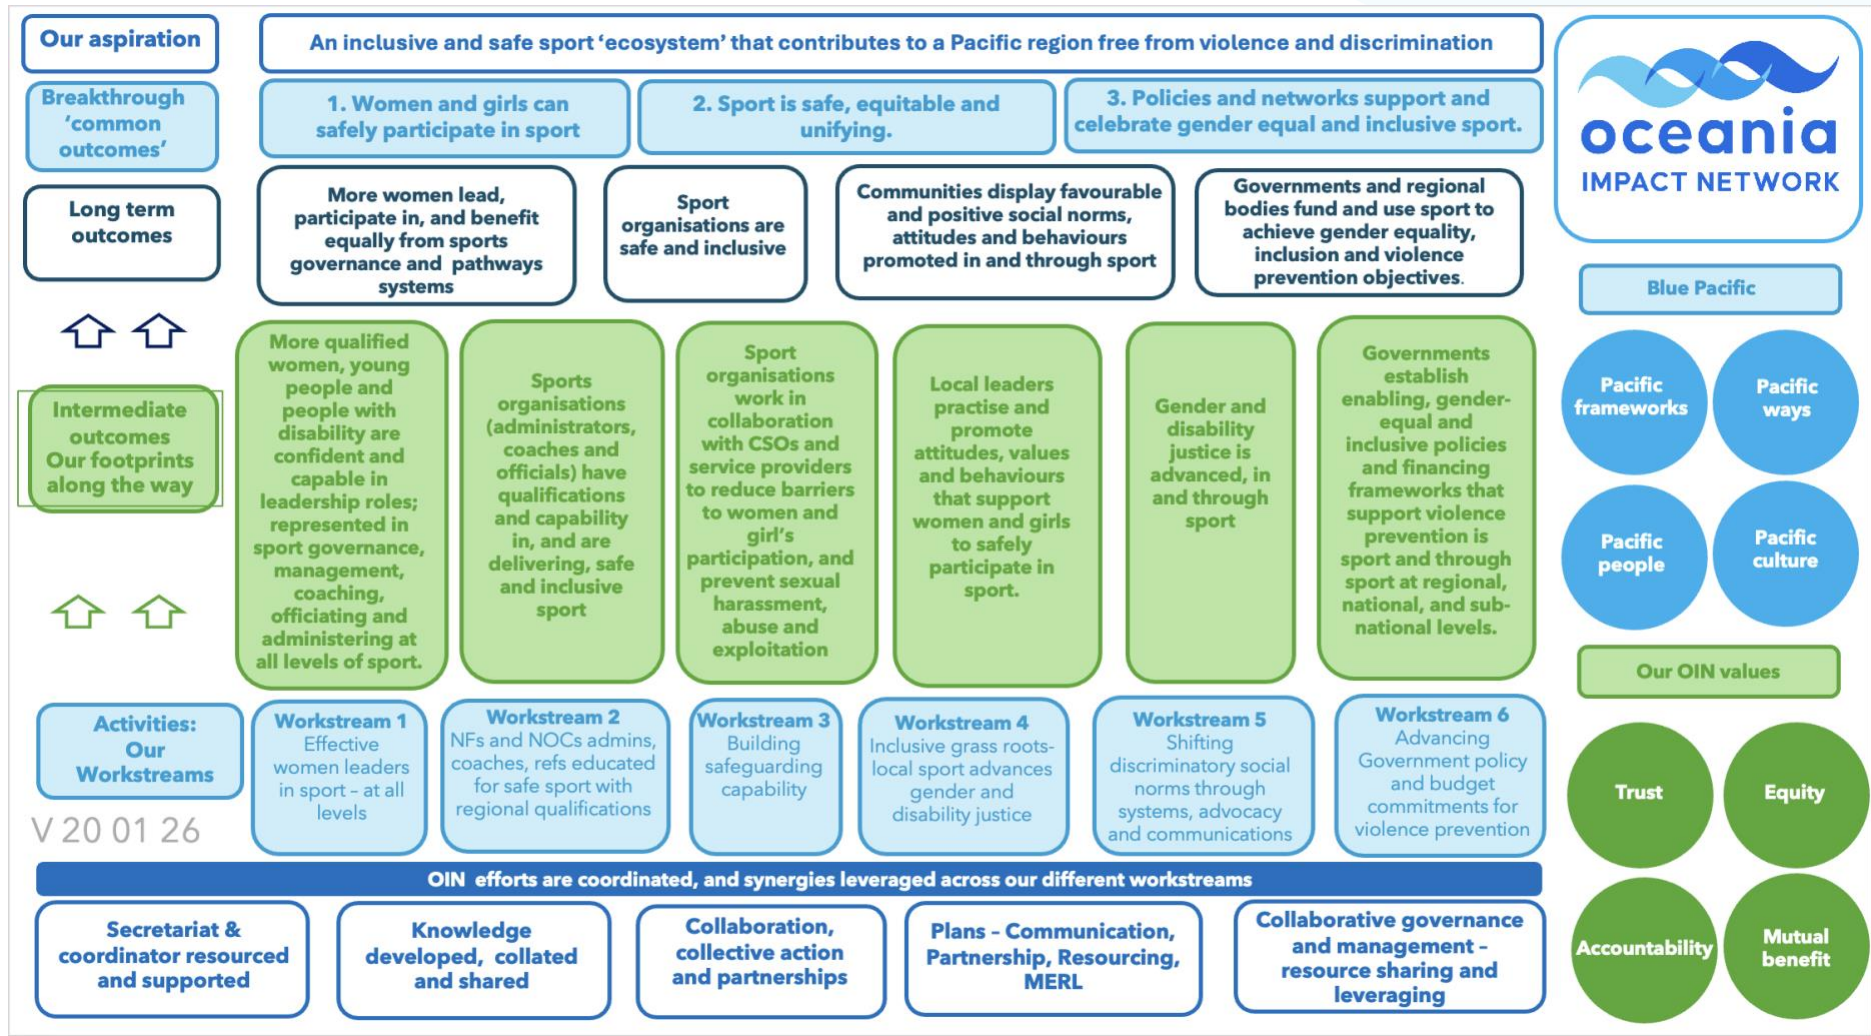 Our aspiration
An inclusive and safe sport ‘ecosystem’ that contributes to a Pacific region free from violence and discrimination
Breakthrough
‘common
outcomes’
1. Women and girls can
safely participate in sport
2. Sport is safe, equitable and
unifying.
3. Policies and networks support and
celebrate gender equal and inclusive sport.
Long term
outcomes
More women lead,
participate in, and benefit
equally from sports
governance and pathways
systems
Sport
organisations are
safe and inclusive
Communities display favourable
and positive social norms,
attitudes and behaviours
promoted in and through sport
Governments and regional
bodies fund and use sport to
achieve gender equality,
inclusion and violence
prevention objectives.
Intermediate
outcomes
Our footprints
along the way
More qualified
women, young
people and
people with
disability are
confident and
capable in
leadership roles;
represented in
sport governance,
management,
coaching,
officiating and
administering at
all levels of sport.
Sports
organisations
(administrators,
coaches and
officials) have
qualifications
and capability
in, and are
delivering, safe
and inclusive
sport
Sport
organisations
work in
collaboration
with CSOs and
service providers
to reduce barriers
to women and
girl’s
participation, and
prevent sexual
harassment,
abuse and
exploitation
Local leaders
practise and
promote
attitudes, values
and behaviours
that support
women and girls
to safely
participate in
sport.
Gender and
disability
justice is
advanced, in
and through
sport
Governments
establish
enabling, gender-
equal and
inclusive policies
and financing
frameworks that
support violence
prevention is
sport and through
sport at regional,
national, and sub-
national levels.
Activities:
Our
Workstreams
V 20 01 26
Workstream 1
Effective
women leaders
in sport – at all
levels
Workstream 2
NFs and NOCs admins,
coaches, refs educated
for safe sport with
regional qualifications
Workstream 3
Building
safeguarding
capability
Workstream 4
Inclusive grass roots-
local sport advances
gender and
disability justice
Workstream 5
Shifting
discriminatory social
norms through
systems, advocacy
and communications
Workstream 6
Advancing
Government policy
and budget
commitments for
violence prevention
OIN efforts are coordinated, and synergies leveraged across our different workstreams
Secretariat &
coordinator resourced
and supported
Knowledge
developed, collated
and shared
Collaboration,
collective action
and partnerships
Plans – Communication,
Partnership, Resourcing,
MERL
Collaborative governance
and management –
resource sharing and
leveraging
oceania
IMPACT NETWORK
Blue Pacific
Pacific
frameworks
Pacific
ways
Pacific
people
Pacific
culture
Our OIN values
Trust
Equity
Accountability
Mutual
benefit